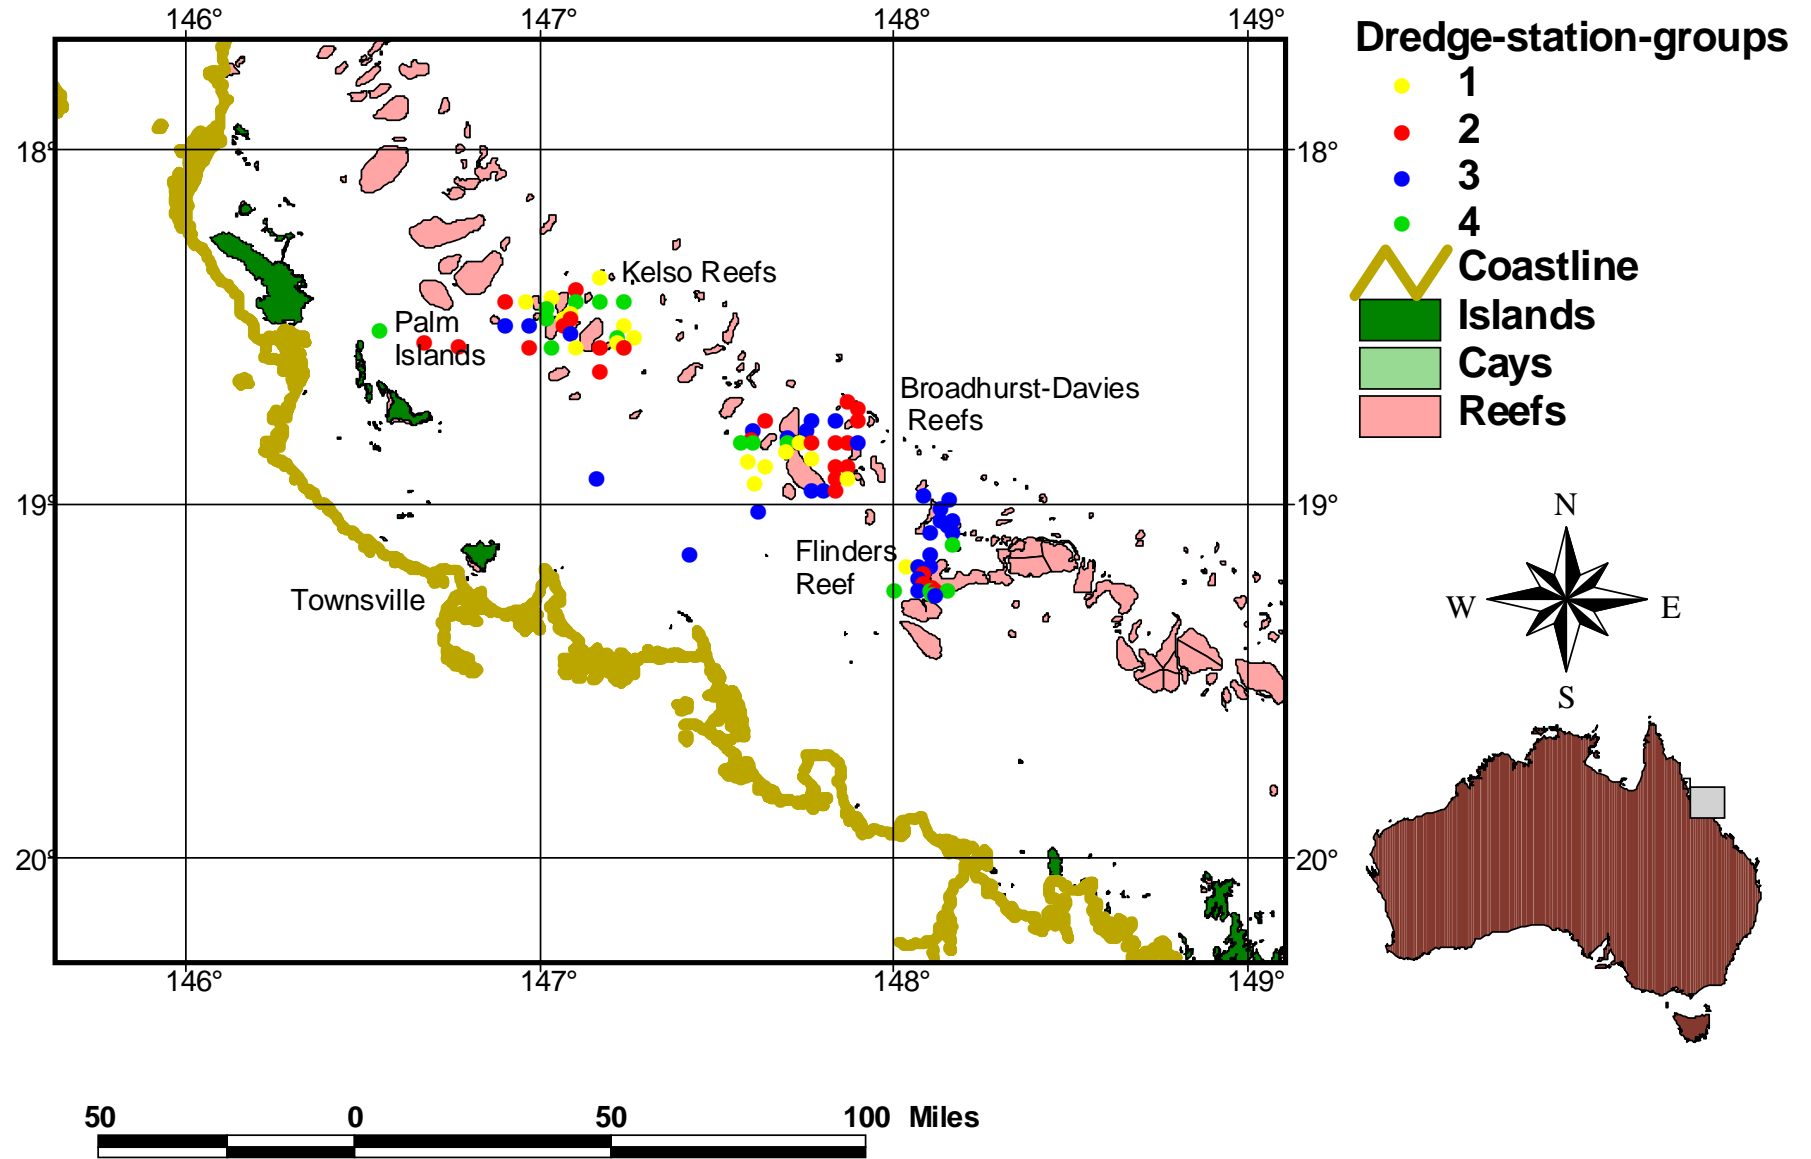 146°
147°
148°
149°
18°
18°
19°
19°
20°
20°
146°
147°
148°
149°
Kelso Reefs
Palm
Islands
Broadhurst-Davies
Reefs
Flinders
Reef
Townsville
Dredge-station-groups
1
2
3
4
Coastline
Islands
Cays
Reefs
N
W
E
S
50
0
50
100
Miles